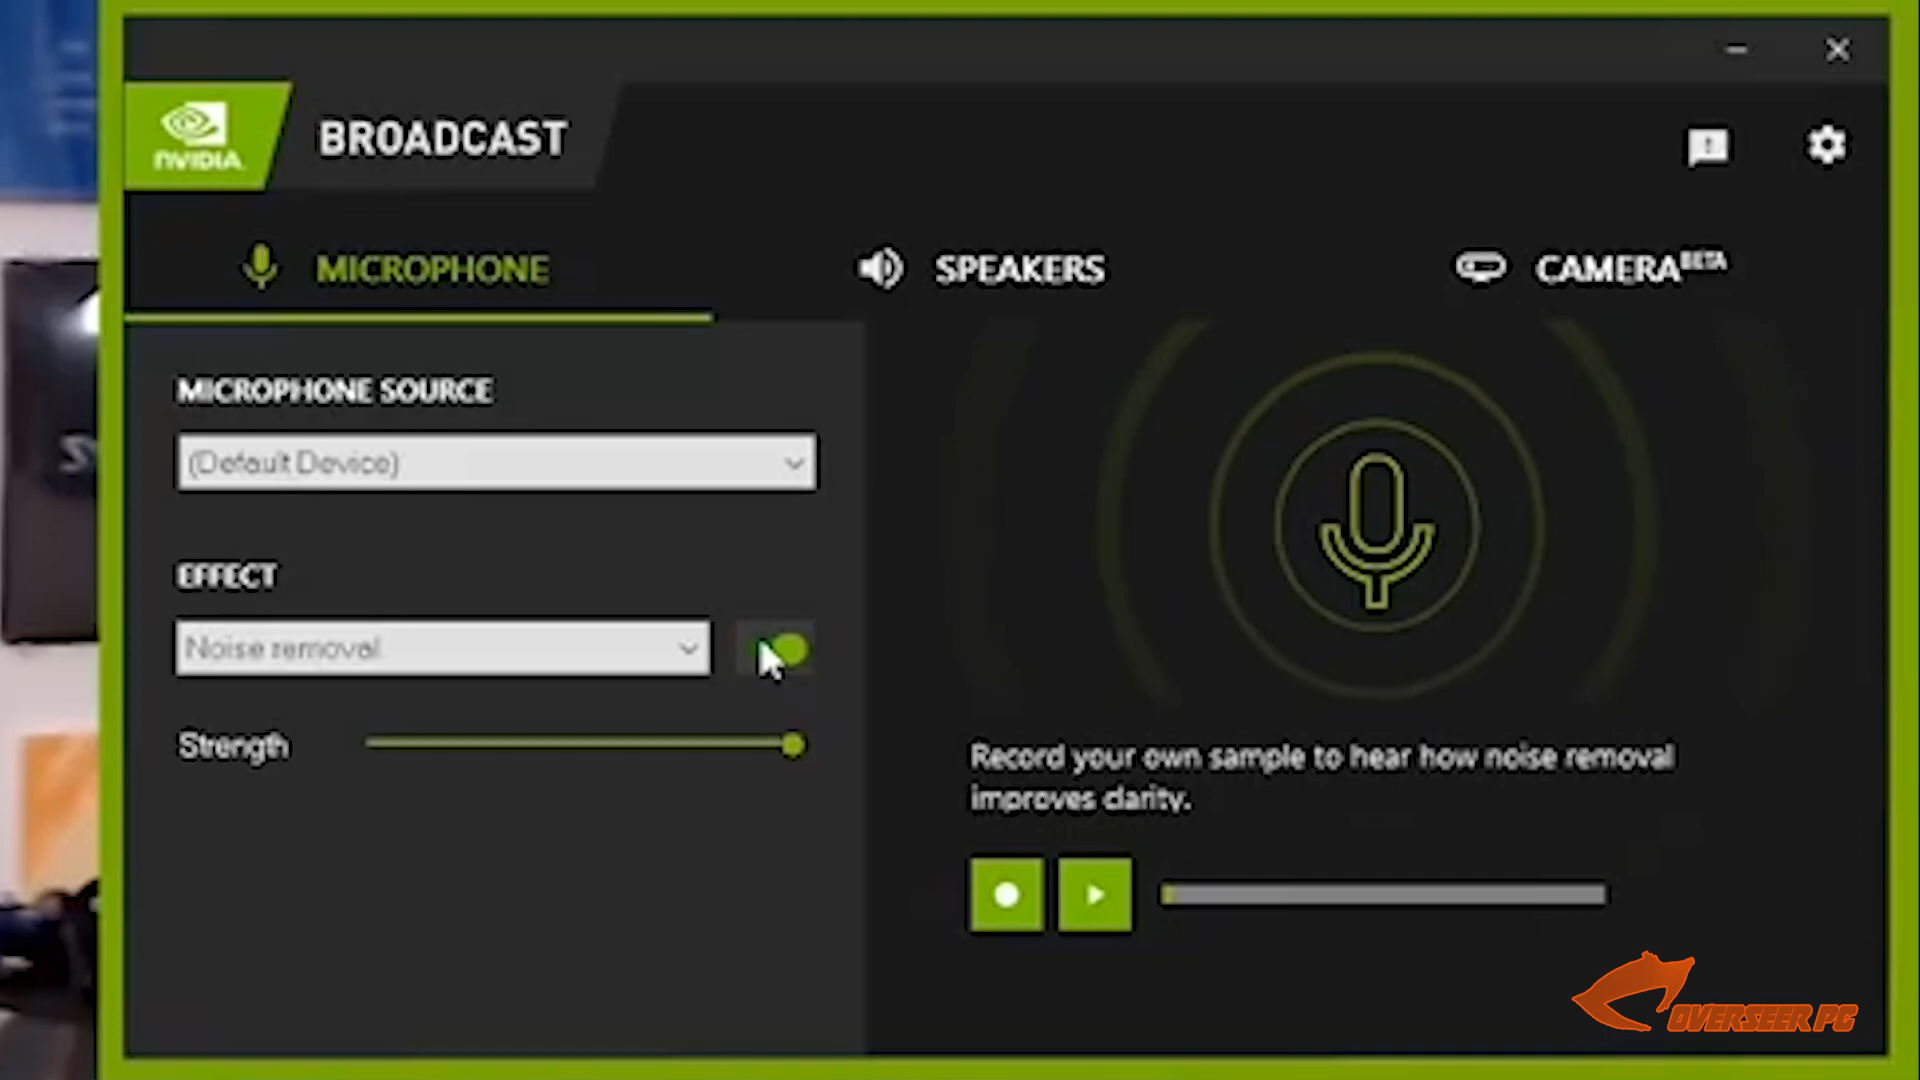 NVIDIA
BROADCAST
MICROPHONE
SPEAKERS
CAMERA BETA
MICROPHONE SOURCE
(Default Device)
EFFECT
Noise removal
Strength
Record your own sample to hear how noise removal
improves clarity.
OVERSEER PC